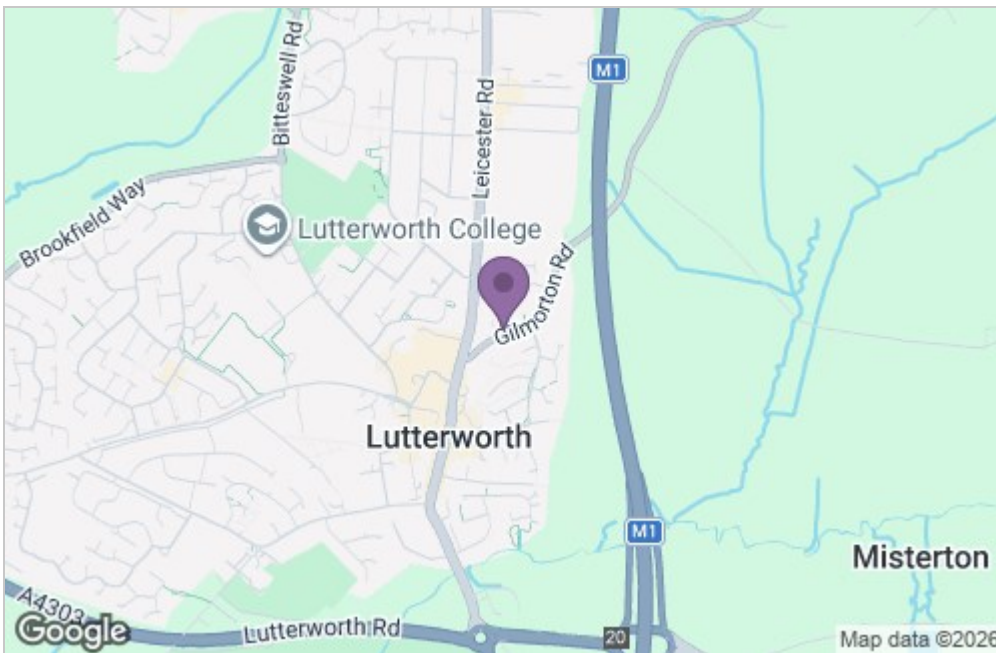 Bitteswell Rd
Leicester Rd
M1
Brookfield Way
Lutterworth College
Gilmorton Rd
Lutterworth
M1
Misterton
A4303
Lutterworth Rd
20
Google
Map data ©2026